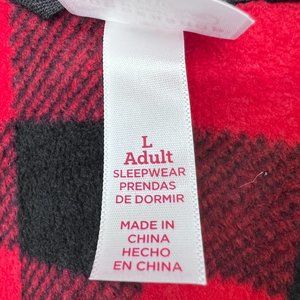 L
Adult
SLEEPWEAR
PRENDAS
DE DORMIR
MADE IN
CHINA
HECHO
EN CHINA